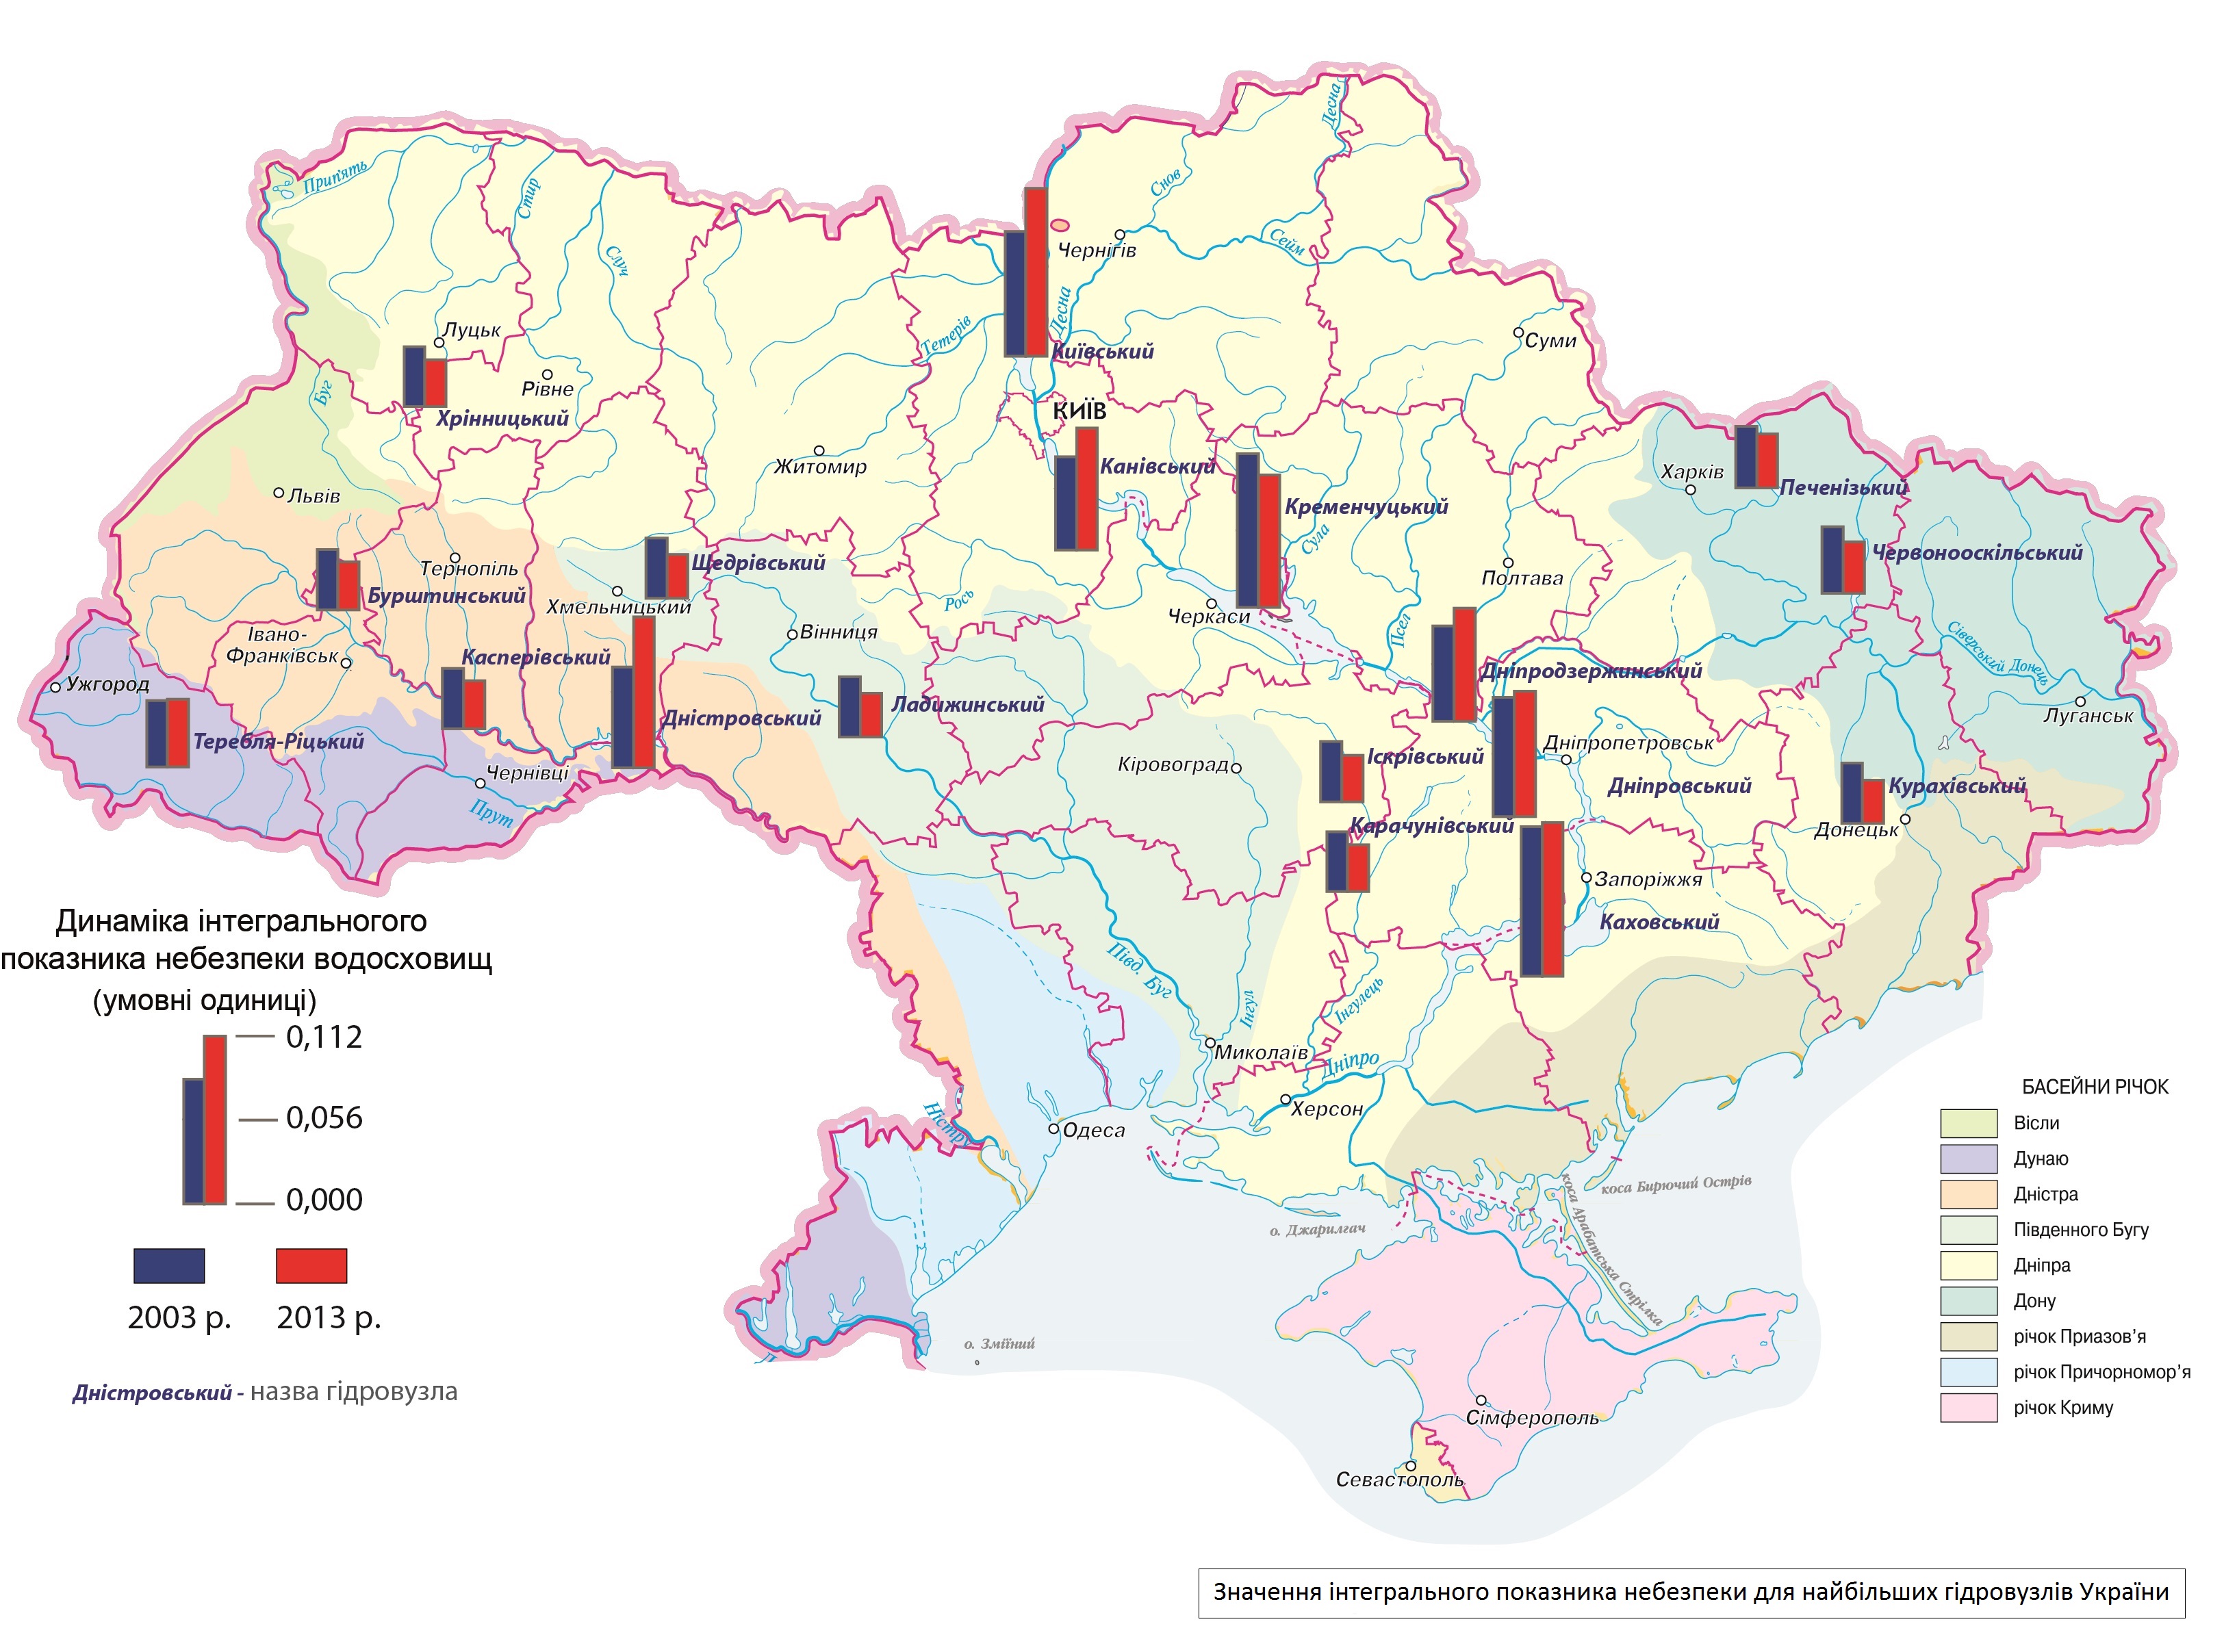 Десна
Прип'ять
Стир
Снов
Случ
Чернігів
Сейм
Десна
Луцьк
Тетерів
Київський
Суми
Рівне
Буг
КИЇВ
Хрінницький
Житомир
Канівський
Харків
Печенізький
Львів
Кременчуцький
Сула
Червонооскільський
Тернопіль
Щедрівський
Полтава
Бурштинський
Хмельницький
Рось
Черкаси
Івано-
Франківськ
Вінниця
Псел
Сіверський Донець
Касперівський
Дніпродзержинський
Ужгород
Дністровський
Ладижинський
Луганськ
Теребля-Ріцький
Чернівці
Прут
Кіровоград
Іскрівський
Дніпропетровськ
Дніпровський
Курахівський
Карачунівський
Донецьк
Запоріжжя
Каховський
Півд. Буг
Інгул
Інгулець
Миколаїв
Дніпро
Херсон
Ністру
Одеса
коса Бирючий Острів
коса Арабатська Стрілка
о. Джарилгач
о. Зміїний
Сімферополь
Севастополь
Динаміка інтегрального
показника небезпеки водосховищ
(умовні одиниці)
0,112
0,056
0,000
2003 р.
2013 р.
Дністровський - назва гідровузла
БАСЕЙНИ РІЧОК
Вісли
Дунаю
Дністра
Південного Бугу
Дніпра
Дону
річок Приазов'я
річок Причорномор'я
річок Криму
Значення інтегрального показника небезпеки для найбільших гідровузлів України